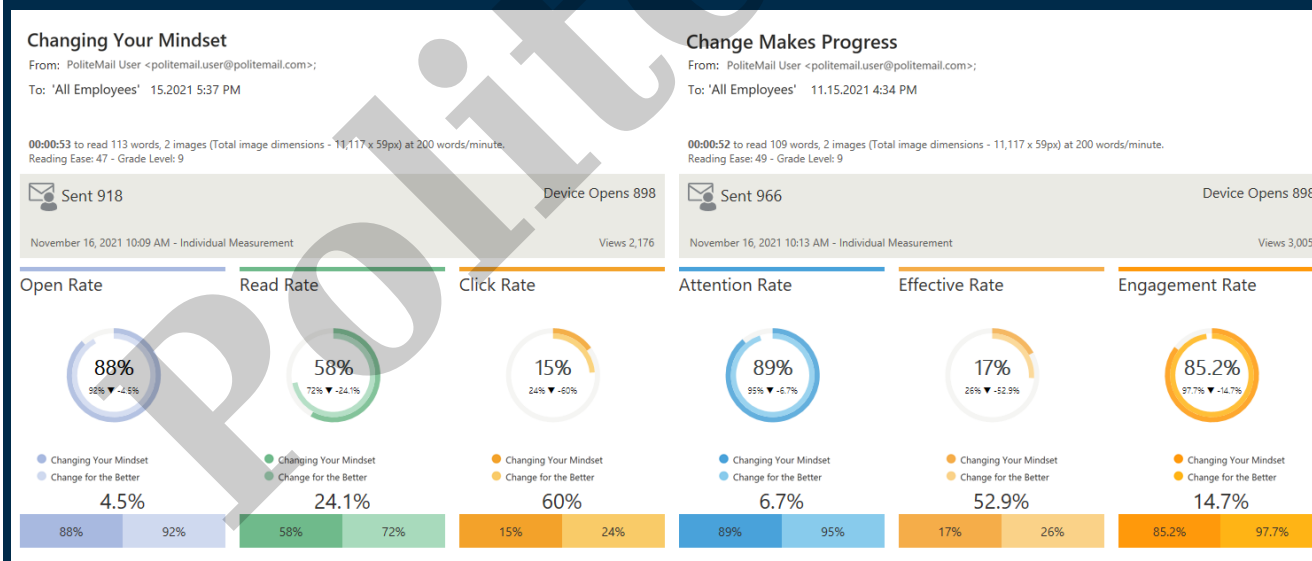 Changing Your Mindset
From: PoliteMail User <politemail.user@politemail.com>;
To: 'All Employees' 15.2021 5:37 PM
00:00:53 to read 113 words, 2 images (Total image dimensions - 11,117 x 59px) at 200 words/minute.
Reading Ease: 47 - Grade Level: 9
Sent 918
Device Opens 898
November 16, 2021 10:09 AM - Individual Measurement
Views 2,176
Change Makes Progress
From: PoliteMail User <politemail.user@politemail.com>;
To: 'All Employees' 11.15.2021 4:34 PM
00:00:52 to read 109 words, 2 images (Total image dimensions - 11,117 x 59px) at 200 words/minute.
Reading Ease: 49 - Grade Level: 9
Sent 966
Device Opens 898
November 16, 2021 10:13 AM - Individual Measurement
Views 3,005
Open Rate
88%
92% ▼ -4.5%
Changing Your Mindset
Change for the Better
4.5%
88% 92%
Read Rate
58%
72% ▼ -24.1%
Changing Your Mindset
Change for the Better
24.1%
58% 72%
Click Rate
15%
24% ▼ -60%
Changing Your Mindset
Change for the Better
60%
15% 24%
Attention Rate
89%
95% ▼ -6.7%
Changing Your Mindset
Change for the Better
6.7%
89% 95%
Effective Rate
17%
26% ▼ -52.9%
Changing Your Mindset
Change for the Better
52.9%
17% 26%
Engagement Rate
85.2%
97.7% ▼ -14.7%
Changing Your Mindset
Change for the Better
14.7%
85.2% 97.7%
Polite